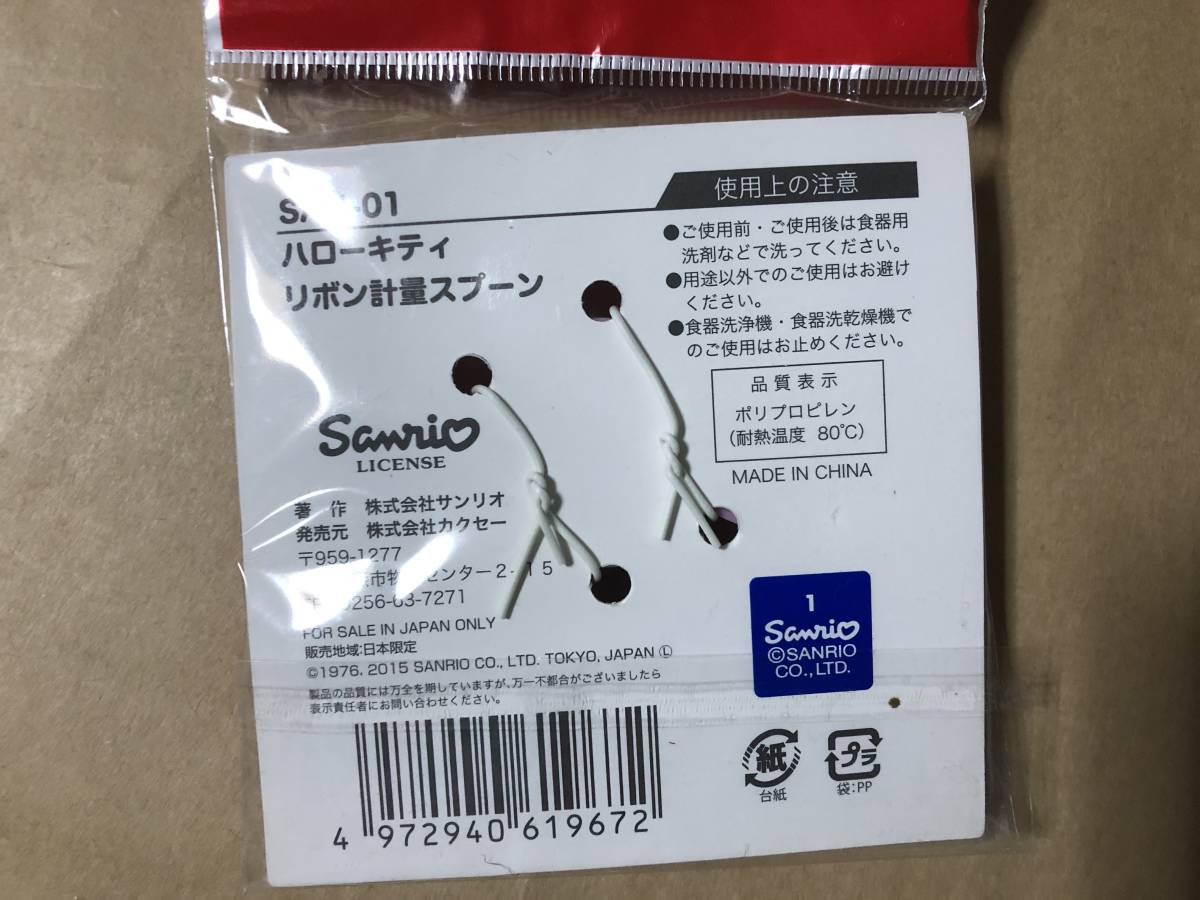 ハローキティ
リボン計量スプーン
使用上の注意
●ご使用前・ご使用後は食器用
洗剤などで洗ってください。
●用途以外でのご使用はお避け
ください。
●食器洗浄機・食器洗乾燥機で
のご使用はお止めください。
品質表示
ポリプロピレン
(耐熱温度 80℃)
MADE IN CHINA
Sanrio
LICENSE
著 作 株式会社サンリオ
発売元 株式会社カクセー
〒959-1277
センター2-15
0256-63-7271
FOR SALE IN JAPAN ONLY
販売地域:日本限定
©1976, 2015 SANRIO CO., LTD. TOKYO, JAPAN Ⓛ
製品の品質には万全を期していますが、万一不都合がございましたら
表示責任者にお問い合わせください。
1
Sanrio
©SANRIO
CO., LTD.
4 972940 619672
紙
台紙
プラ
袋:PP